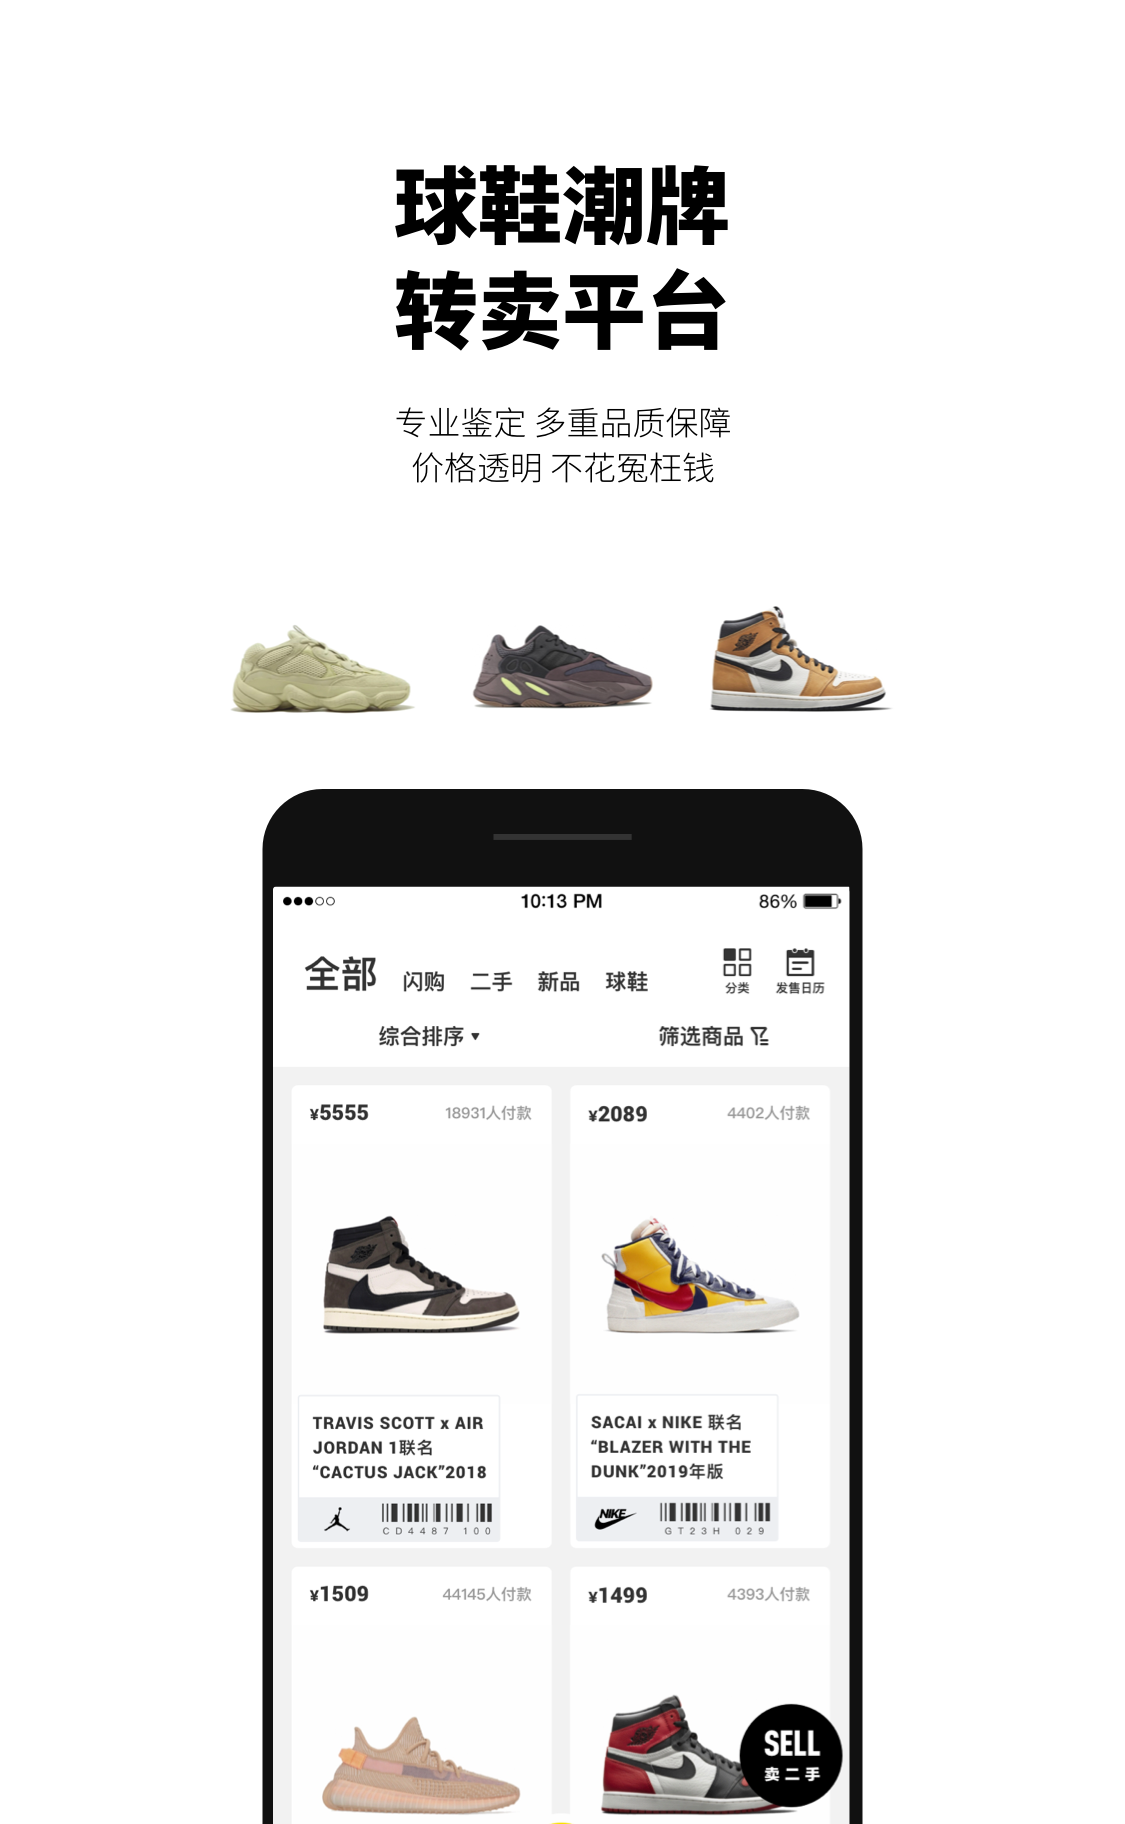 球鞋潮牌
转卖平台
专业鉴定 多重品质保障
价格透明 不花冤枉钱
10:13 PM
86%
全部
闪购
二手
新品
球鞋
分类
发售日历
综合排序
筛选商品
¥5555
18931人付款
¥2089
4402人付款
TRAVIS SCOTT x AIR
JORDAN 1联名
“CACTUS JACK”2018
CD4487 100
SACAI x NIKE 联名
“BLAZER WITH THE
DUNK”2019年版
NIKE
GT23H 029
¥1509
44145人付款
¥1499
4393人付款
SELL
卖二手